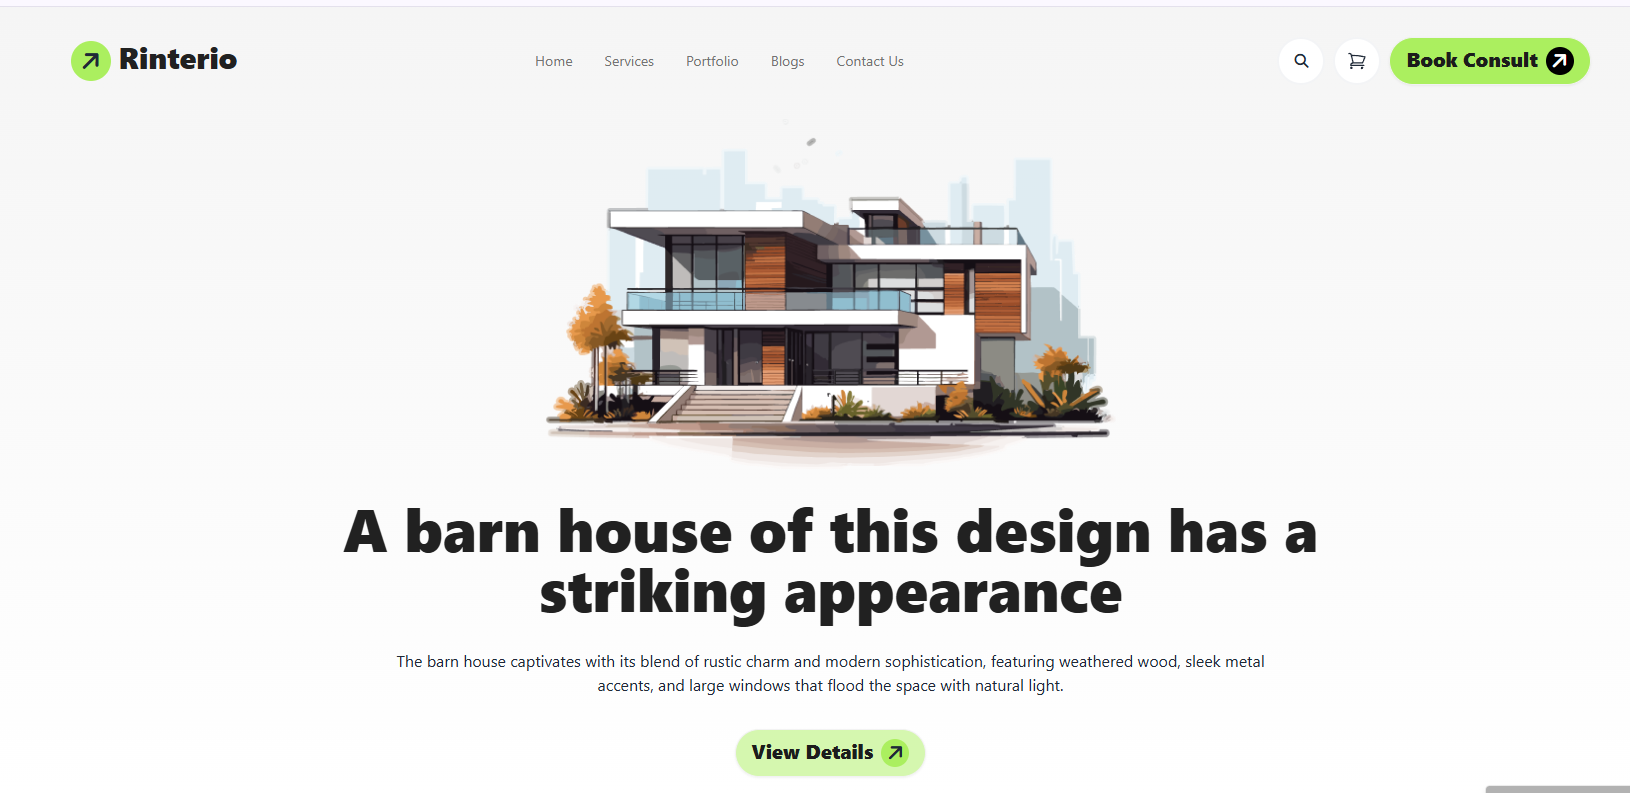 Rinterio
Home
Services
Portfolio
Blogs
Contact Us
Book Consult
A barn house of this design has a
striking appearance
The barn house captivates with its blend of rustic charm and modern sophistication, featuring weathered wood, sleek metal
accents, and large windows that flood the space with natural light.
View Details